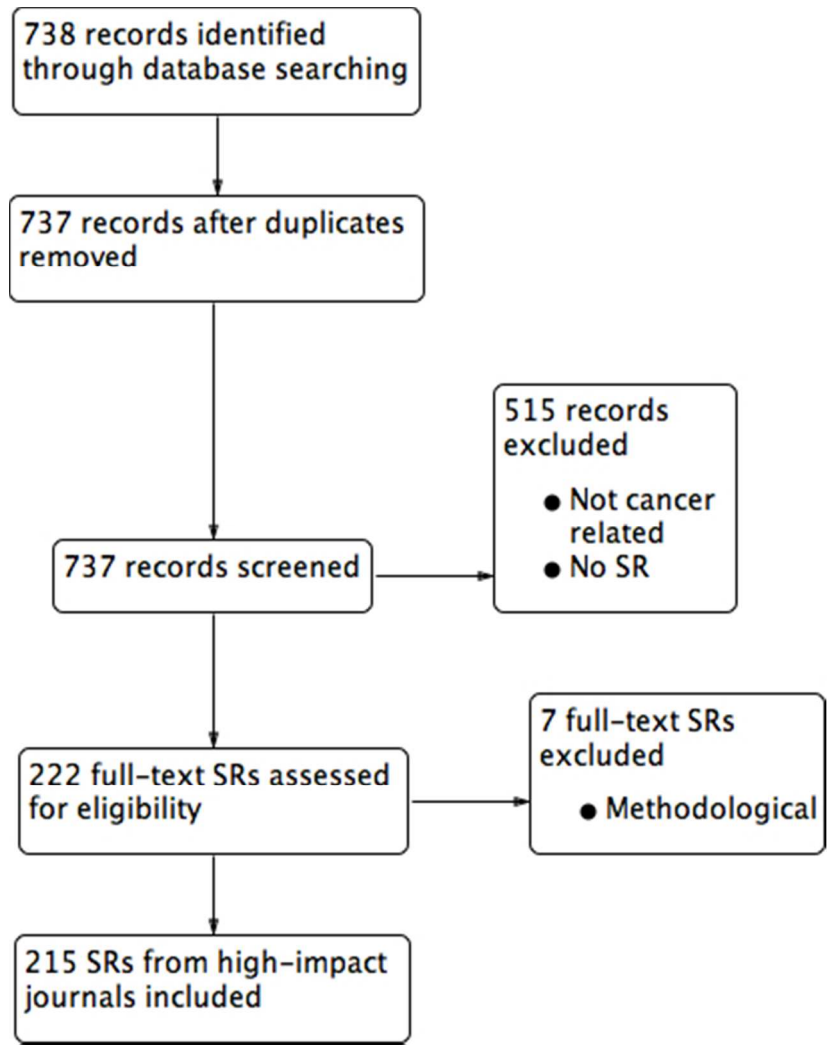 738 records identified
through database searching
737 records after duplicates
removed
515 records
excluded
● Not cancer
related
● No SR
737 records screened
7 full-text SRs
excluded
● Methodological
222 full-text SRs assessed
for eligibility
215 SRs from high-impact
journals included